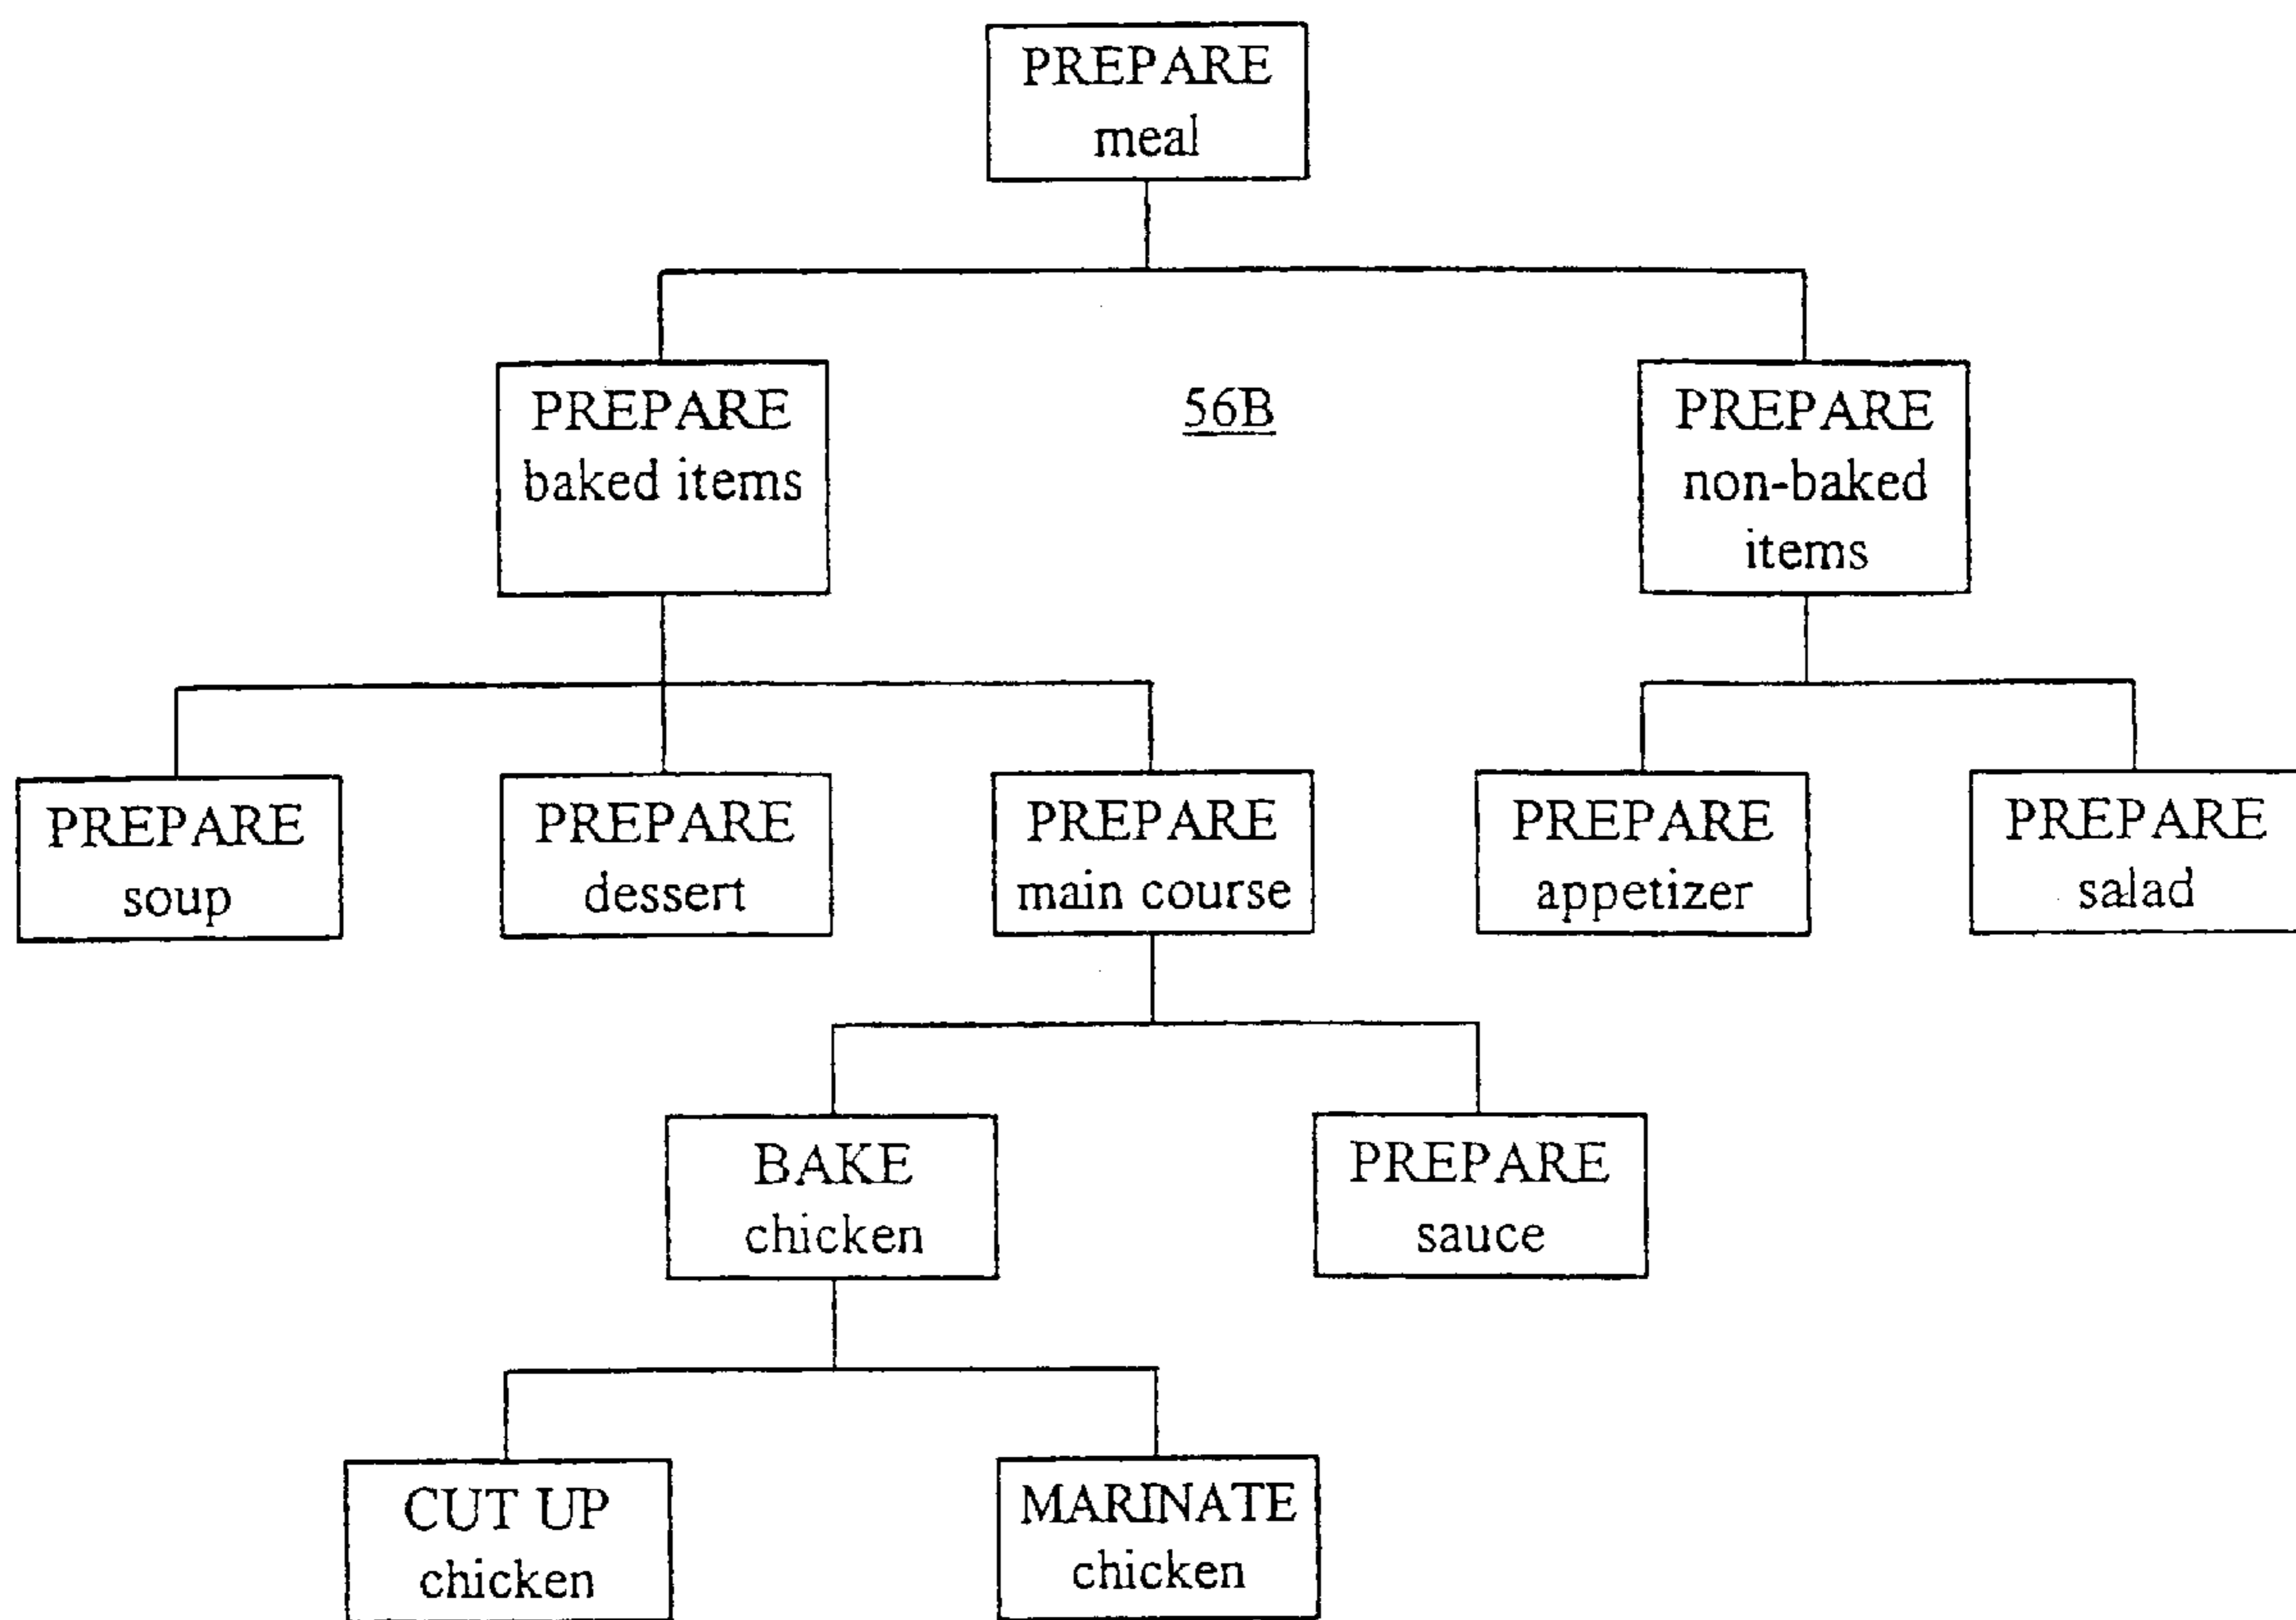 PREPARE
meal
PREPARE
baked items
56B
PREPARE
non-baked
items
PREPARE
soup
PREPARE
dessert
PREPARE
main course
PREPARE
appetizer
PREPARE
salad
BAKE
chicken
PREPARE
sauce
CUT UP
chicken
MARINATE
chicken